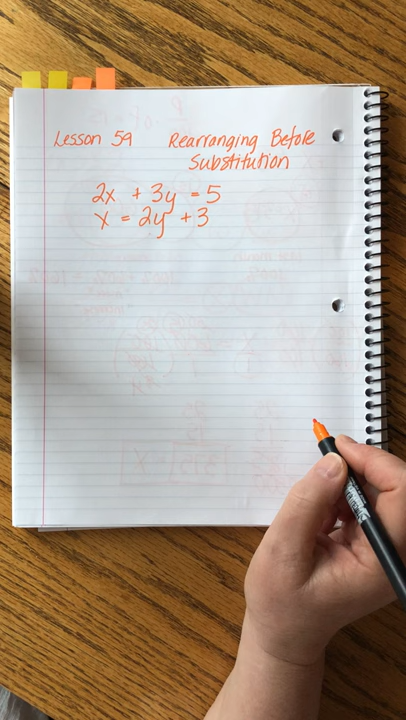 Lesson 59 Rearranging Before
Substitution
2x + 3y = 5
x = 2y + 3